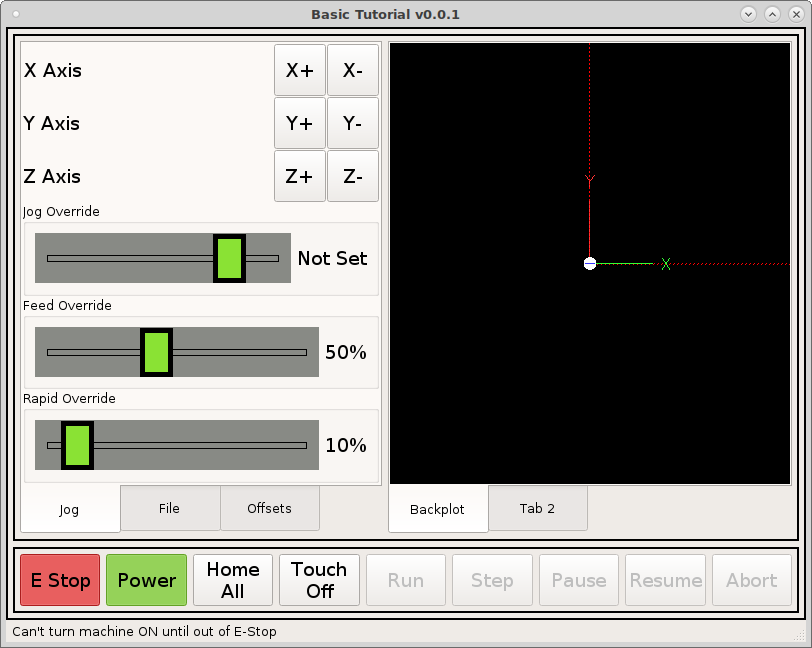 Basic Tutorial v0.0.1
X Axis
X+
X-
Y Axis
Y+
Y-
Z Axis
Z+
Z-
Jog Override
Not Set
Feed Override
50%
Rapid Override
10%
Jog
File
Offsets
Y
X
Backplot
Tab 2
E Stop
Power
Home
All
Touch
Off
Run
Step
Pause
Resume
Abort
Can't turn machine ON until out of E-Stop